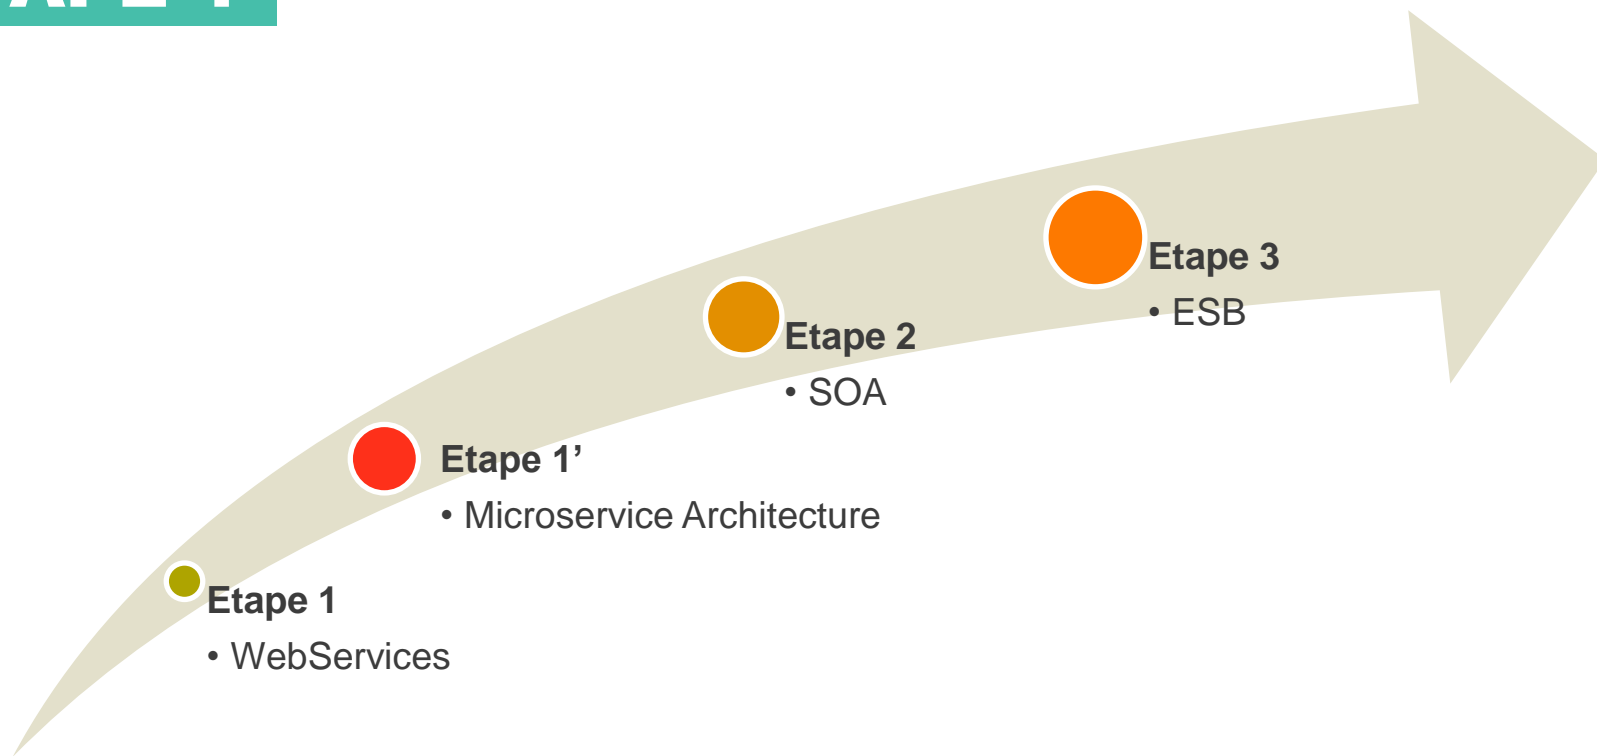 Etape 3
• ESB
Etape 2
• SOA
Etape 1’
• Microservice Architecture
Etape 1
• WebServices